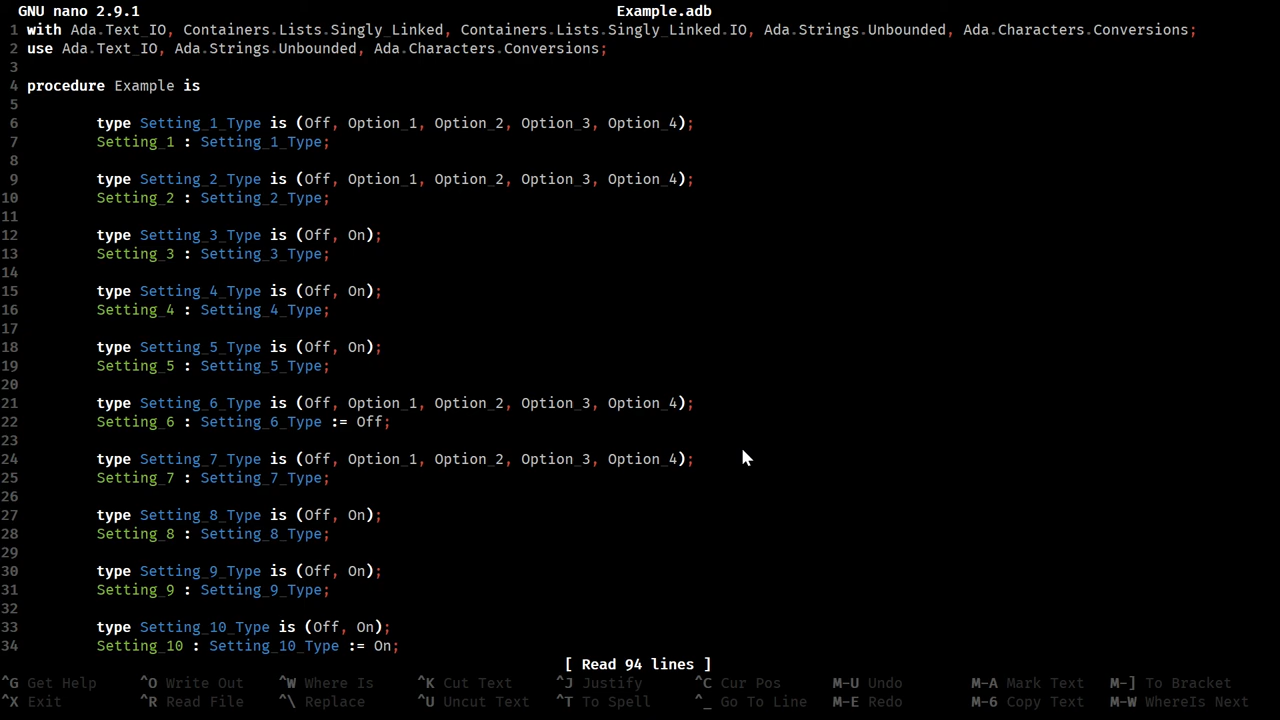 GNU nano 2.9.1 Example.adb
1 with Ada.Text_IO, Containers.Lists.Singly_Linked, Containers.Lists.Singly_Linked.IO, Ada.Strings.Unbounded, Ada.Characters.Conversions;
2 use Ada.Text_IO, Ada.Strings.Unbounded, Ada.Characters.Conversions;
3
4 procedure Example is
5
6 type Setting_1_Type is (Off, Option_1, Option_2, Option_3, Option_4);
7 Setting_1 : Setting_1_Type;
8
9 type Setting_2_Type is (Off, Option_1, Option_2, Option_3, Option_4);
10 Setting_2 : Setting_2_Type;
11
12 type Setting_3_Type is (Off, On);
13 Setting_3 : Setting_3_Type;
14
15 type Setting_4_Type is (Off, On);
16 Setting_4 : Setting_4_Type;
17
18 type Setting_5_Type is (Off, On);
19 Setting_5 : Setting_5_Type;
20
21 type Setting_6_Type is (Off, Option_1, Option_2, Option_3, Option_4);
22 Setting_6 : Setting_6_Type := Off;
23
24 type Setting_7_Type is (Off, Option_1, Option_2, Option_3, Option_4);
25 Setting_7 : Setting_7_Type;
26
27 type Setting_8_Type is (Off, On);
28 Setting_8 : Setting_8_Type;
29
30 type Setting_9_Type is (Off, On);
31 Setting_9 : Setting_9_Type;
32
33 type Setting_10_Type is (Off, On);
34 Setting_10 : Setting_10_Type := On;
[ Read 94 lines ]
^G Get Help ^O Write Out ^W Where Is ^K Cut Text ^J Justify ^C Cur Pos M-U Undo M-A Mark Text M-] To Bracket
^X Exit ^R Read File ^\ Replace ^U Uncut Text ^T To Spell ^_ Go To Line M-E Redo M-6 Copy Text M-W WhereIs Next